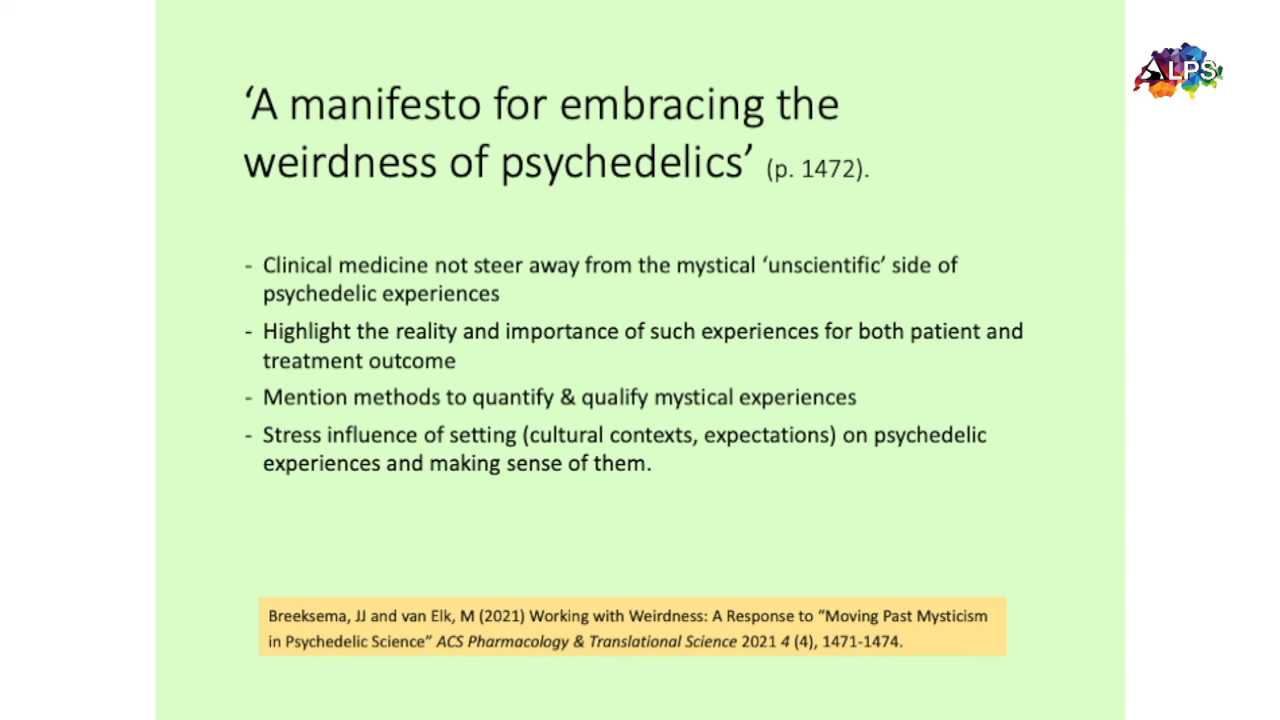 ALPS
‘A manifesto for embracing the
weirdness of psychedelics’ (p. 1472).
- Clinical medicine not steer away from the mystical ‘unscientific’ side of
psychedelic experiences
- Highlight the reality and importance of such experiences for both patient and
treatment outcome
- Mention methods to quantify & qualify mystical experiences
- Stress influence of setting (cultural contexts, expectations) on psychedelic
experiences and making sense of them.
Breeksema, JJ and van Elk, M (2021) Working with Weirdness: A Response to “Moving Past Mysticism
in Psychedelic Science” ACS Pharmacology & Translational Science 2021 4 (4), 1471-1474.